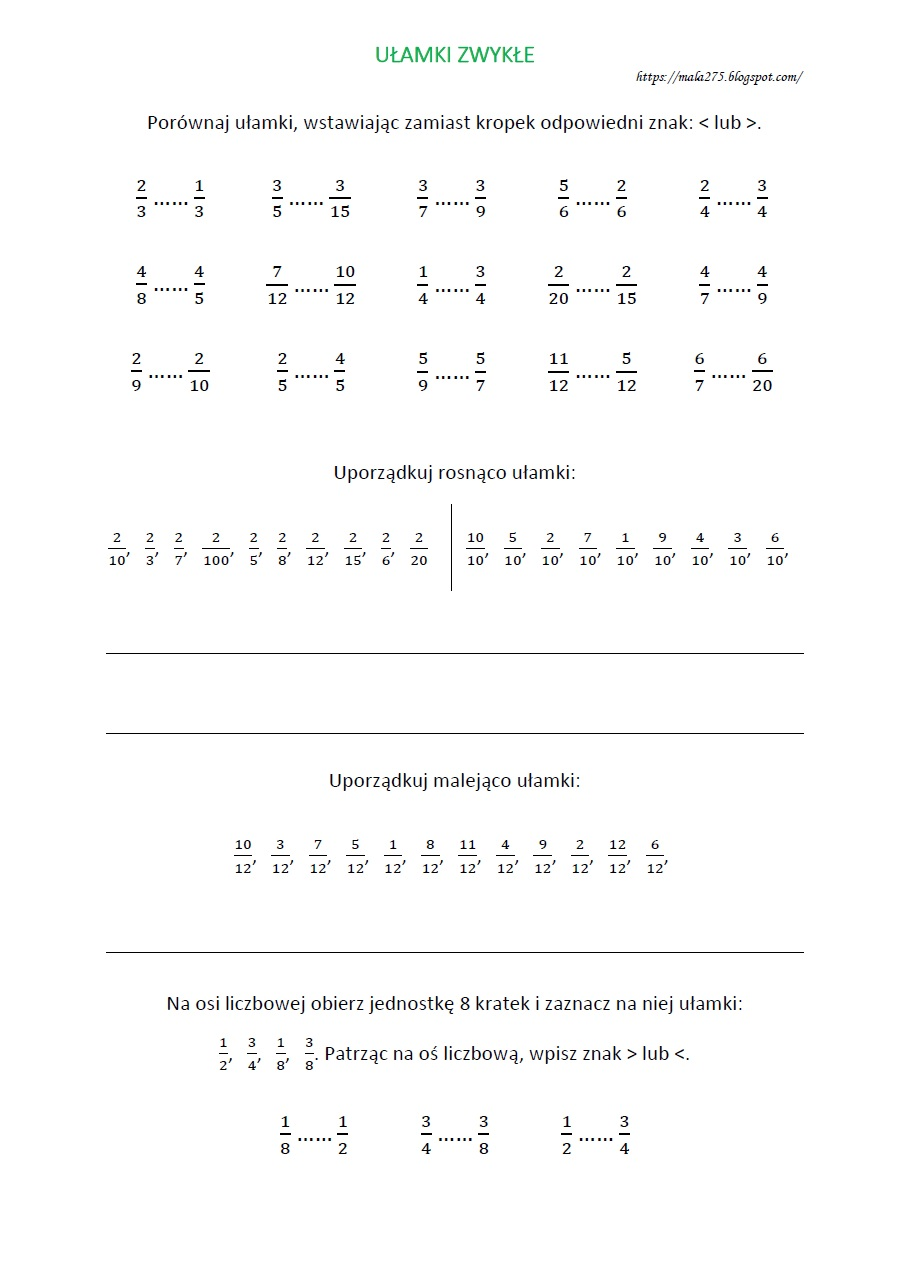 UŁAMKI ZWYKŁE
https://mala275.blogspot.com/
Porównaj ułamki, wstawiając zamiast kropek odpowiedni znak: < lub >.
2/3 ...... 1/3 3/5 ...... 3/15 3/7 ...... 3/9 5/6 ...... 2/6 2/4 ...... 3/4
4/8 ...... 4/5 7/12 ...... 10/12 1/4 ...... 3/4 2/20 ...... 2/15 4/7 ...... 4/9
2/9 ...... 2/10 2/5 ...... 4/5 5/9 ...... 5/7 11/12 ...... 5/12 6/7 ...... 6/20
Uporządkuj rosnąco ułamki:
2/10, 2/3, 2/7, 2/100, 2/5, 2/8, 2/12, 2/15, 2/6, 2/20 10/10, 5/10, 2/10, 7/10, 1/10, 9/10, 4/10, 3/10, 6/10,
Uporządkuj malejąco ułamki:
10/12, 3/12, 7/12, 5/12, 1/12, 8/12, 11/12, 4/12, 9/12, 2/12, 12/12, 6/12,
Na osi liczbowej obierz jednostkę 8 kratek i zaznacz na niej ułamki:
1/2, 3/4, 1/8, 3/8. Patrząc na oś liczbową, wpisz znak > lub <.
1/8 ...... 1/2 3/4 ...... 3/8 1/2 ...... 3/4